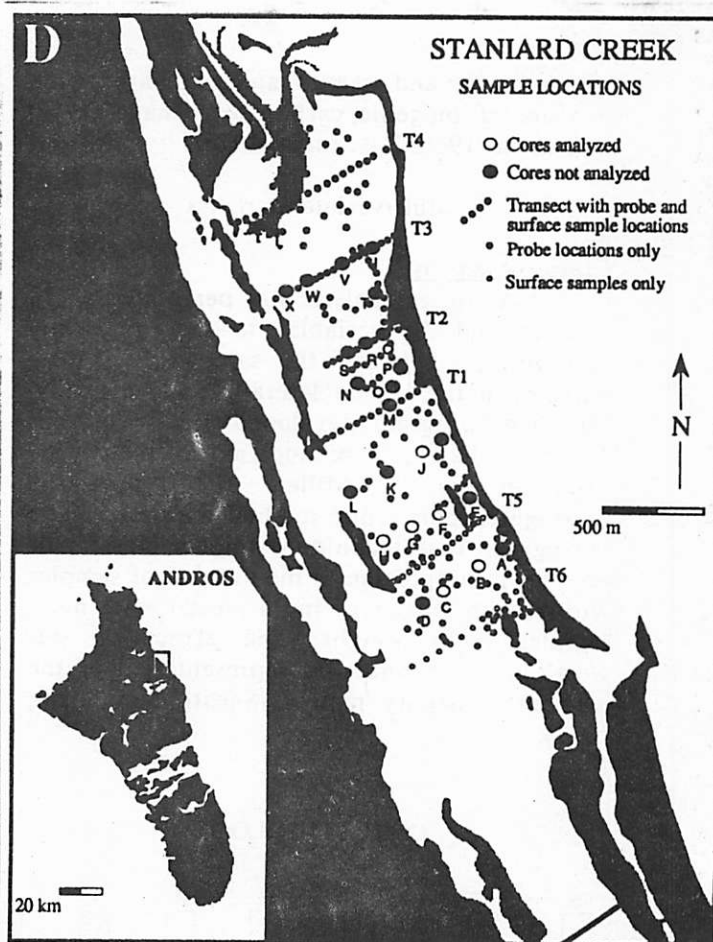 D
STANIARD CREEK
SAMPLE LOCATIONS
Cores analyzed
Cores not analyzed
Transect with probe and
surface sample locations
Probe locations only
Surface samples only
T4
T3
T2
T1
T5
T6
V
W
X
T
S
R
P
N
M
J
I
K
L
E
F
G
H
A
B
C
D
N
500 m
ANDROS
20 km